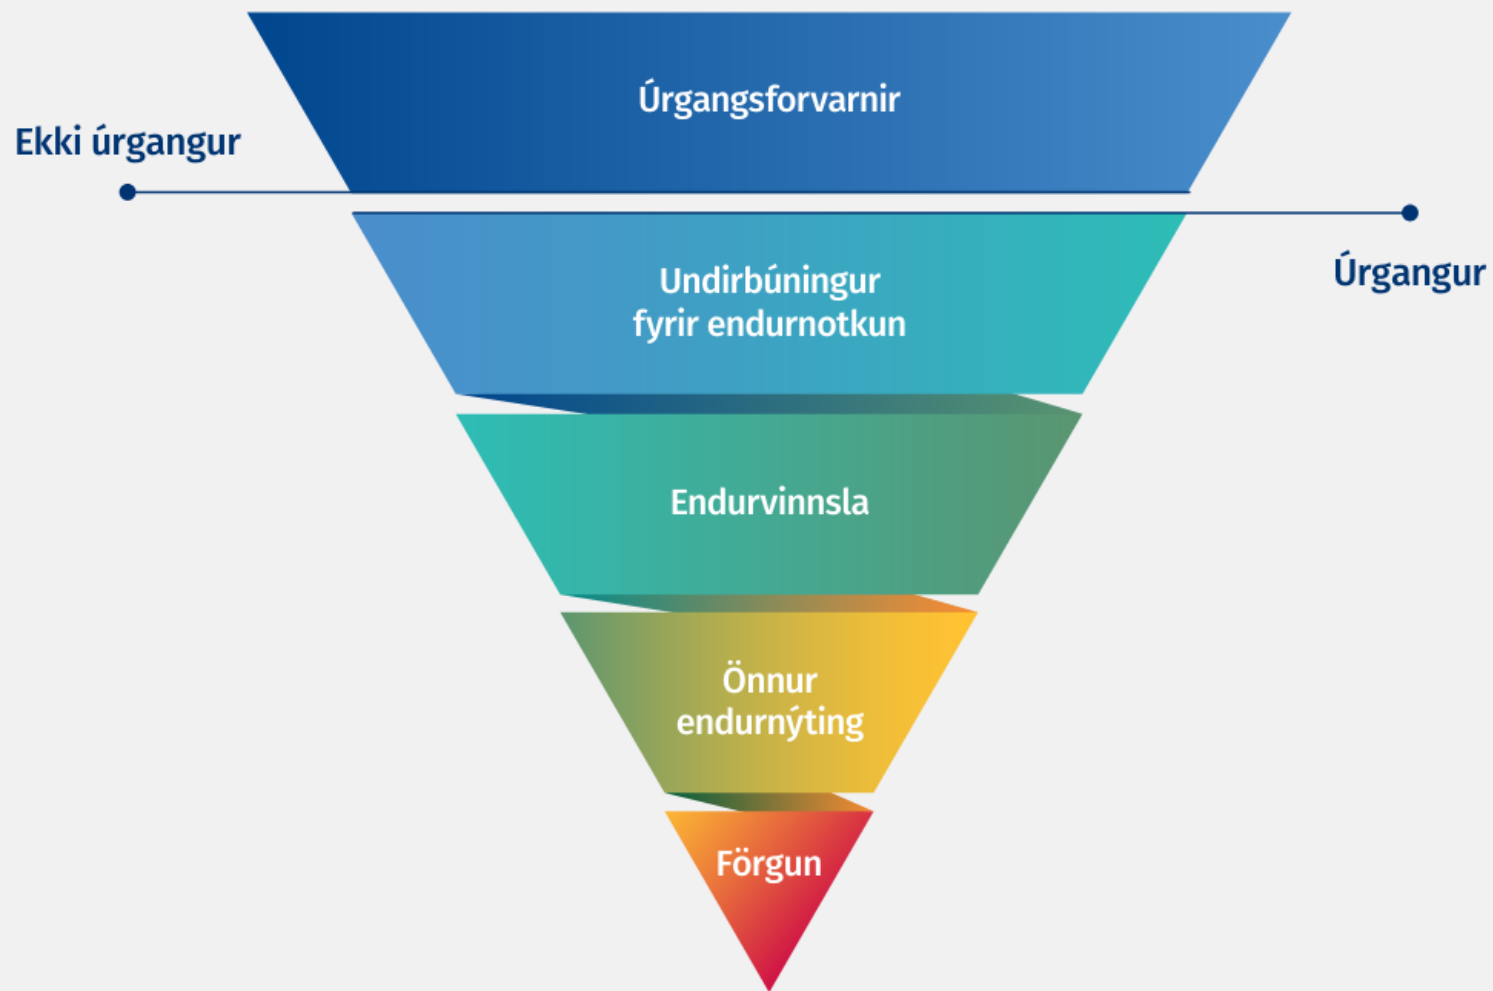 Úrgangsforvarnir
Ekki úrgangur
Úrgangur
Undirbúningur
fyrir endurnotkun
Endurvinnsla
Önnur
endurnýting
Förgun